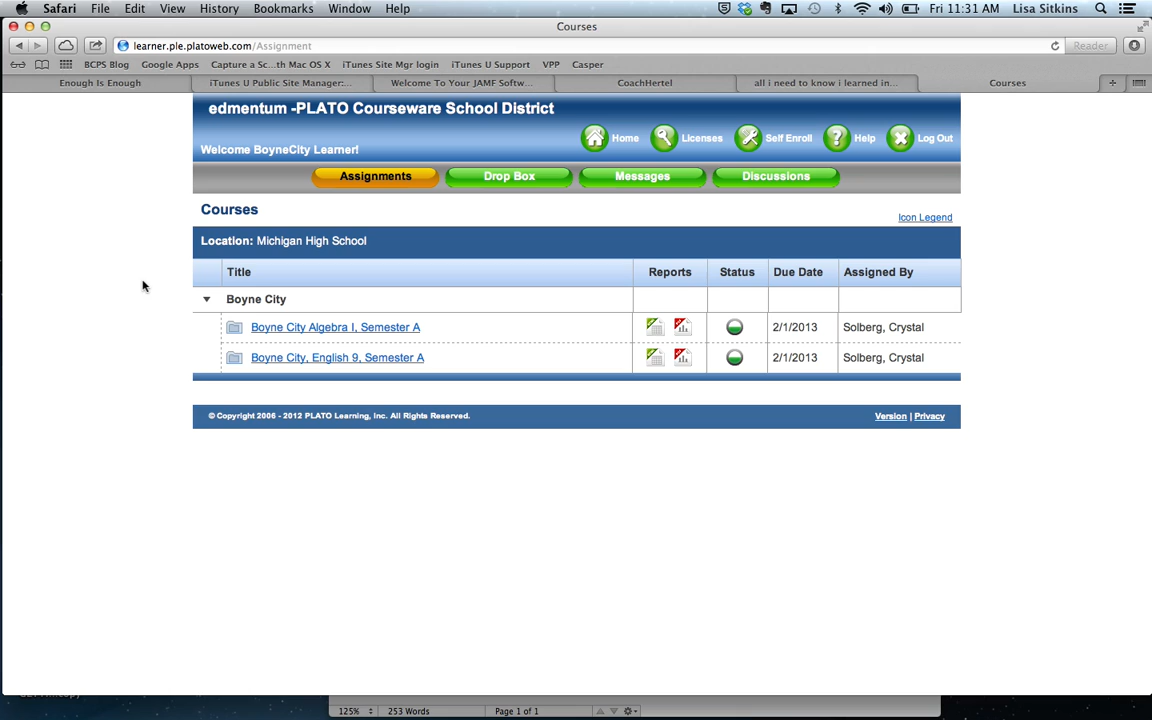 Safari File Edit View History Bookmarks Window Help Fri 11:31 AM Lisa Sitkins
Courses
learner.ple.platoweb.com/Assignment Reader
BCPS Blog Google Apps Capture a Sc...th Mac OS X iTunes Site Mgr login iTunes U Support VPP Casper
Enough Is Enough iTunes U Public Site Manager:... Welcome To Your JAMF Softw... CoachHertel all i need to know i learned in... Courses
edmentum -PLATO Courseware School District
Home Licenses Self Enroll Help Log Out
Welcome BoyneCity Learner!
Assignments Drop Box Messages Discussions
Courses
Icon Legend
Location: Michigan High School
Title Reports Status Due Date Assigned By
Boyne City
Boyne City Algebra I, Semester A 2/1/2013 Solberg, Crystal
Boyne City, English 9, Semester A 2/1/2013 Solberg, Crystal
© Copyright 2006 - 2012 PLATO Learning, Inc. All Rights Reserved. Version | Privacy
125% 253 Words Page 1 of 1